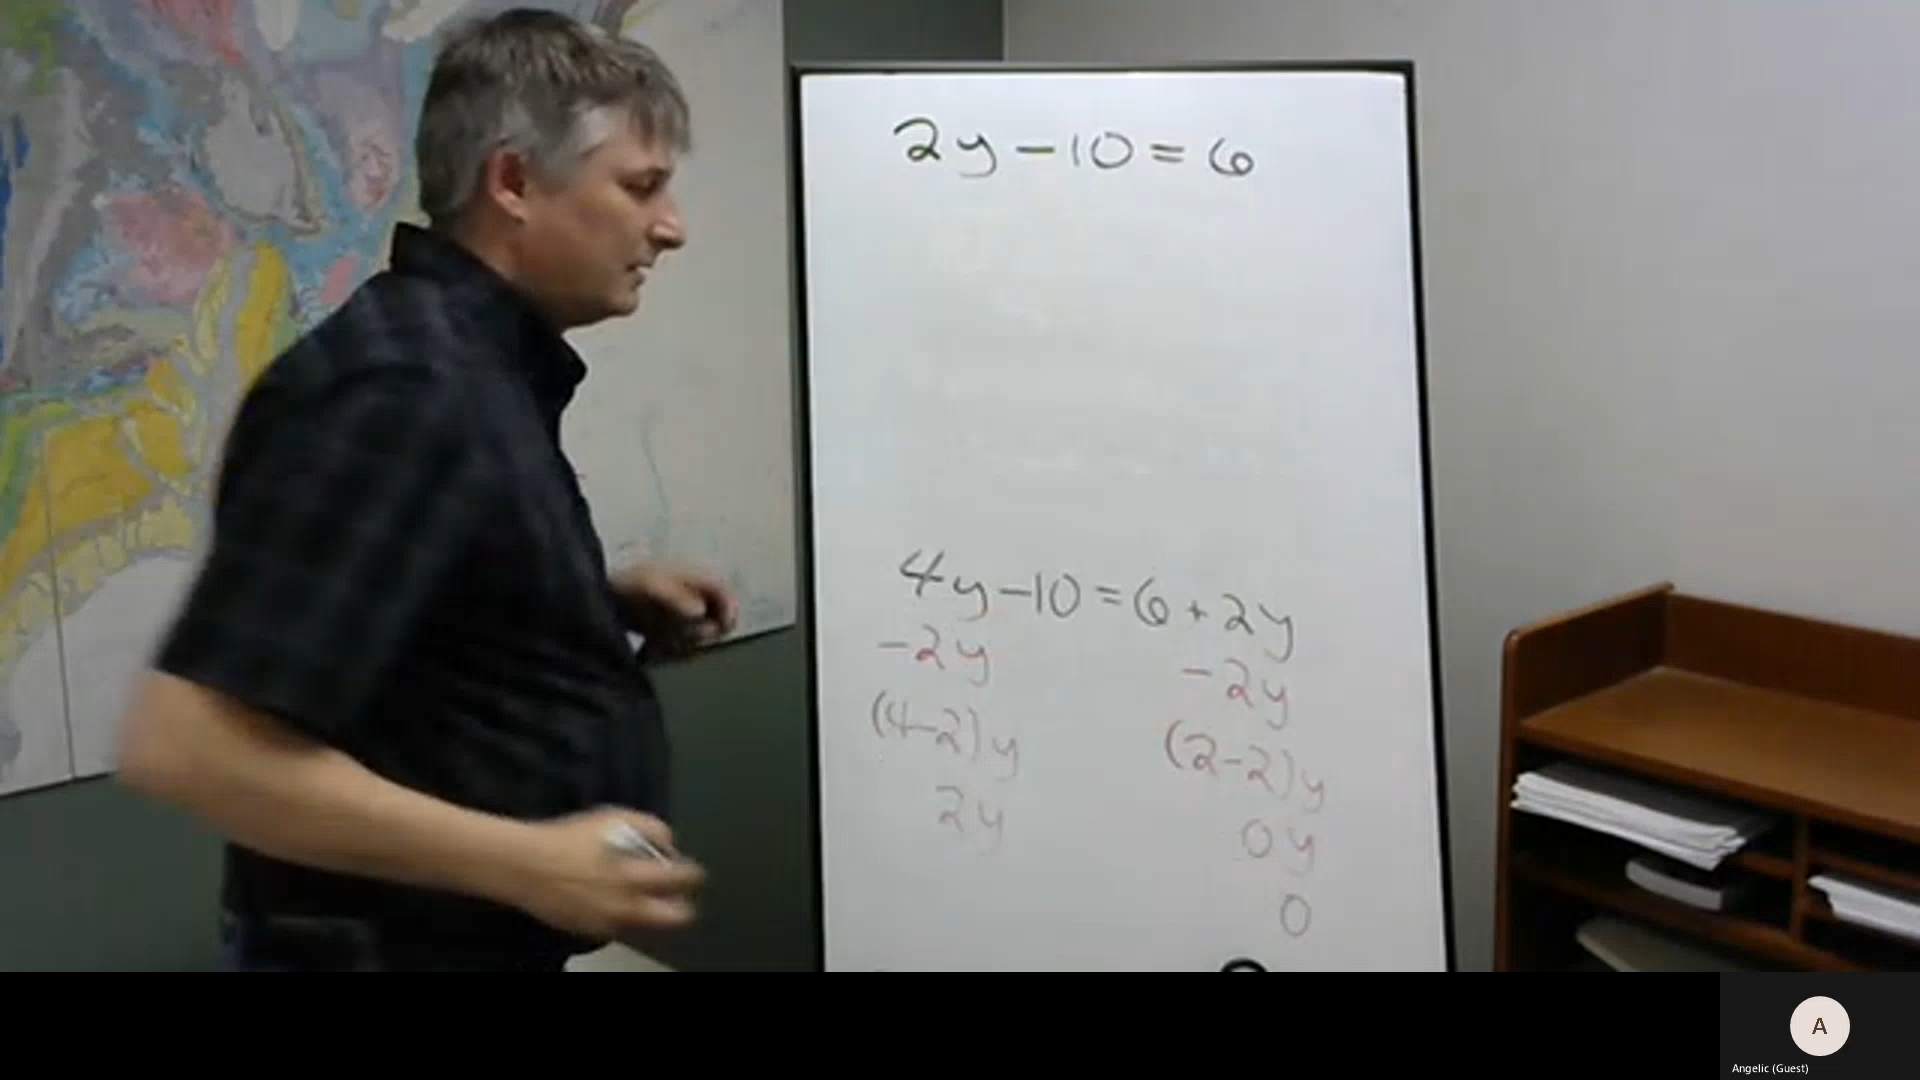 2y - 10 = 6
4y - 10 = 6 + 2y
-2y -2y
(4-2)y (2-2)y
2y 0y
0
Angelic (Guest)